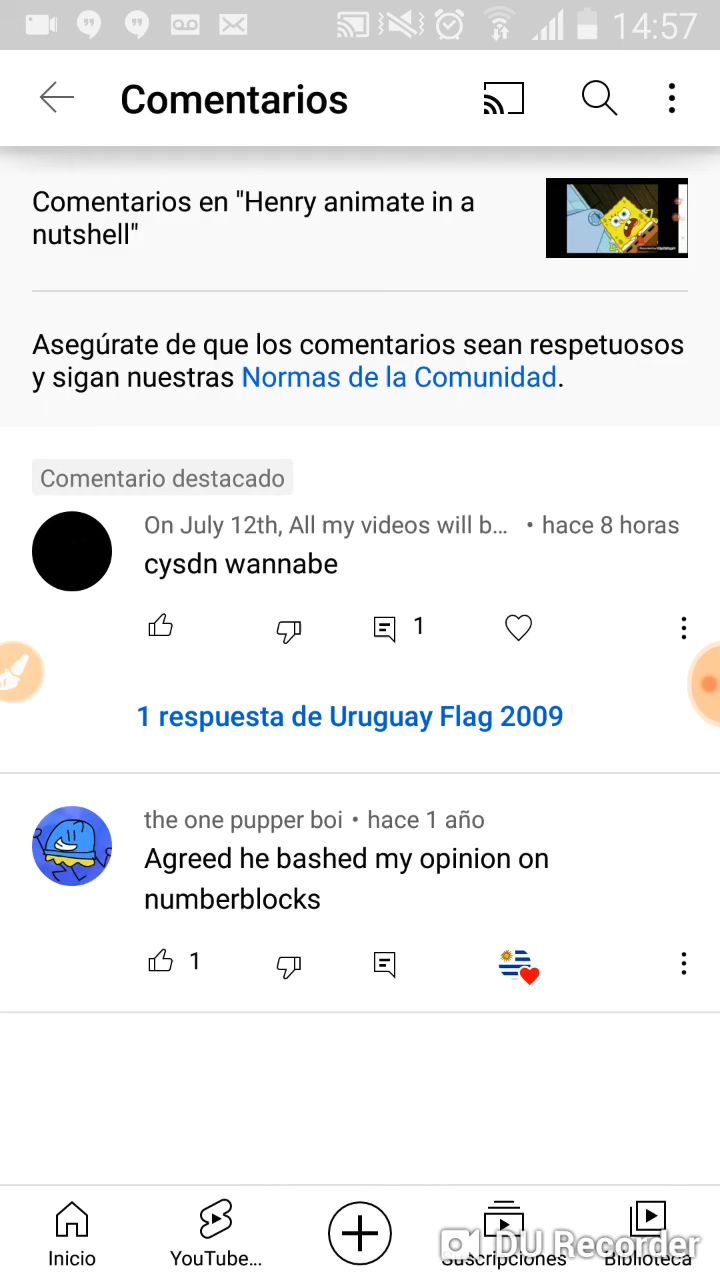 14:57
Comentarios
Comentarios en "Henry animate in a
nutshell"
Asegúrate de que los comentarios sean respetuosos
y sigan nuestras Normas de la Comunidad.
Comentario destacado
On July 12th, All my videos will b... • hace 8 horas
cysdn wannabe
1
1 respuesta de Uruguay Flag 2009
the one pupper boi • hace 1 año
Agreed he bashed my opinion on
numberblocks
1
DU Recorder
Inicio YouTube... Suscripciones Biblioteca